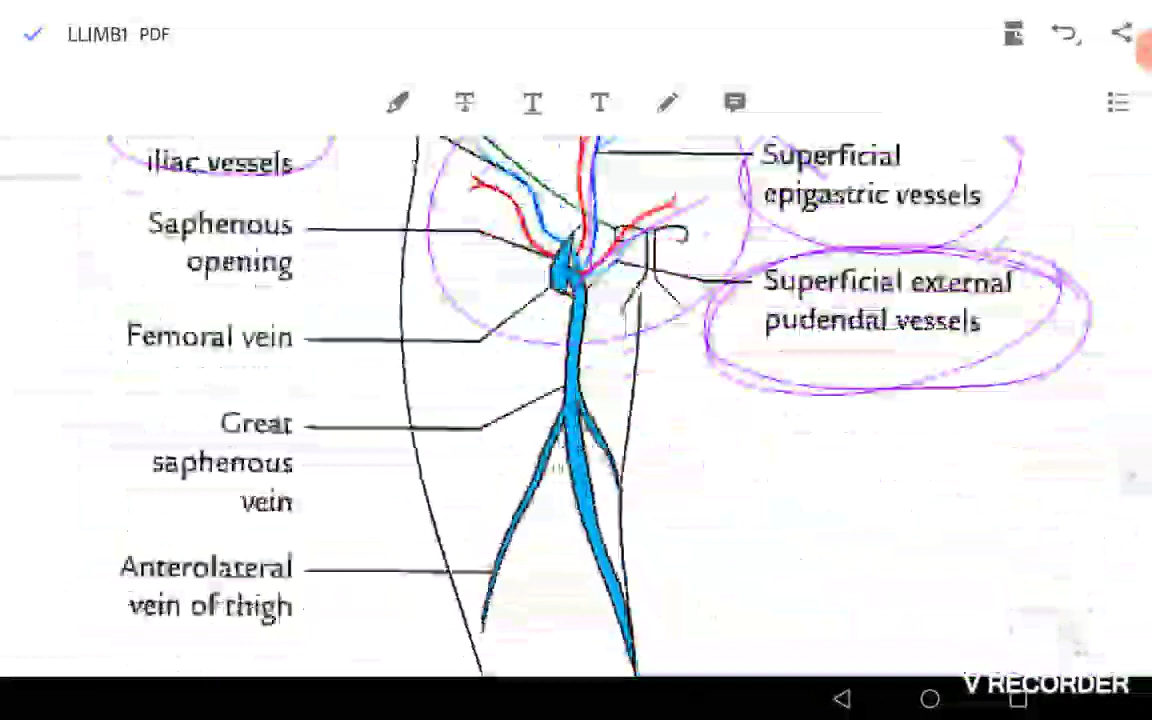 LLIMB1 PDF
iliac vessels
Superficial
epigastric vessels
Saphenous
opening
Superficial external
pudendal vessels
Femoral vein
Great
saphenous
vein
Anterolateral
vein of thigh
V RECORDER